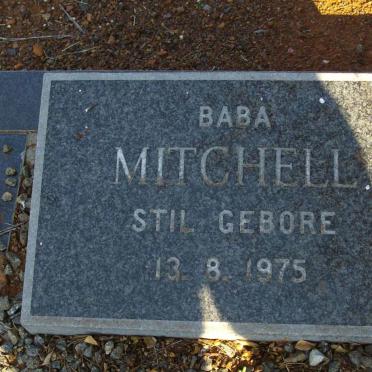 BABA
MITCHELL
STIL GEBORE
13. 8. 1975